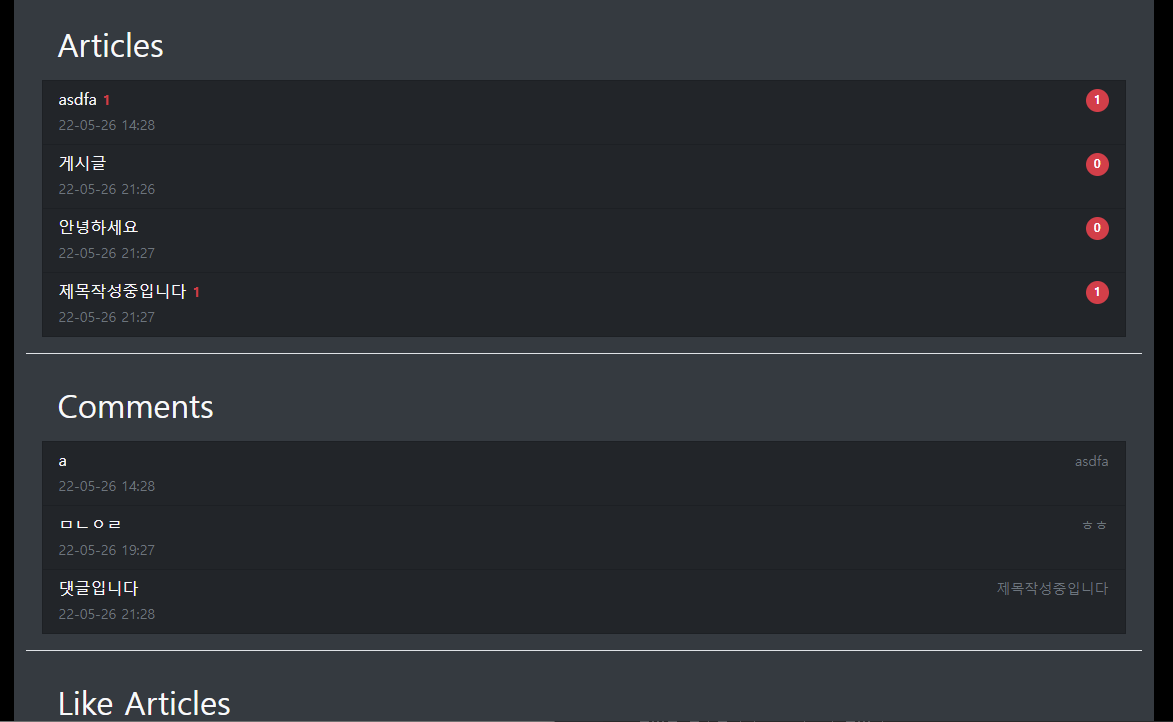 Articles
asdfa 1 1
22-05-26 14:28
게시글 0
22-05-26 21:26
안녕하세요 0
22-05-26 21:27
제목작성중입니다 1 1
22-05-26 21:27
Comments
a asdfa
22-05-26 14:28
ㅁㄴㅇㄹ ㅎㅎ
22-05-26 19:27
댓글입니다 제목작성중입니다
22-05-26 21:28
Like Articles